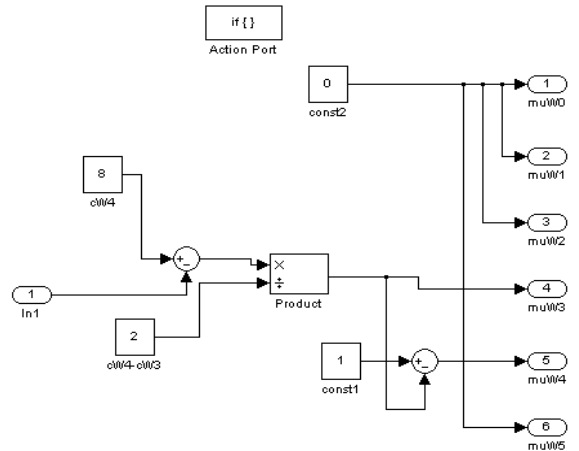 if { }
Action Port
0
const2
1
muW0
2
muW1
8
cW4
3
muW2
+
-
×
÷
Product
1
In1
4
muW3
2
cW4-cW3
1
const1
+
-
5
muW4
6
muW5